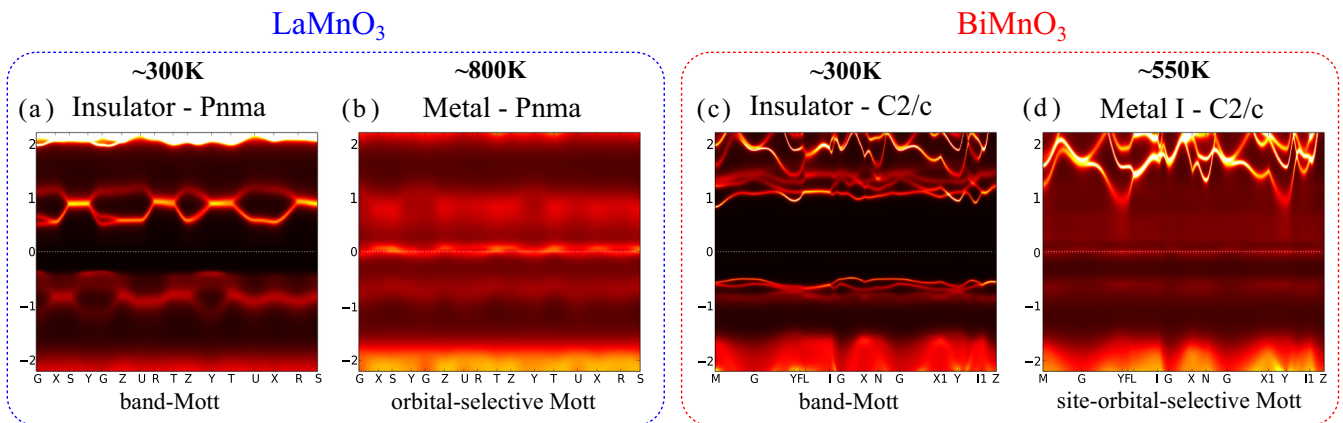 LaMnO₃
BiMnO₃
~300K
~800K
~300K
~550K
(a) Insulator - Pnma
(b) Metal - Pnma
(c) Insulator - C2/c
(d) Metal I - C2/c
2
1
0
−1
−2
G X S Y G Z U R T Z Y T U X R S
2
1
0
−1
−2
G X S Y G Z U R T Z Y T U X R S
2
1
0
−1
−2
M G Y F L I G X N G X1 Y I1 Z
2
1
0
−1
−2
M G Y F L I G X N G X1 Y I1 Z
band-Mott
orbital-selective Mott
band-Mott
site-orbital-selective Mott